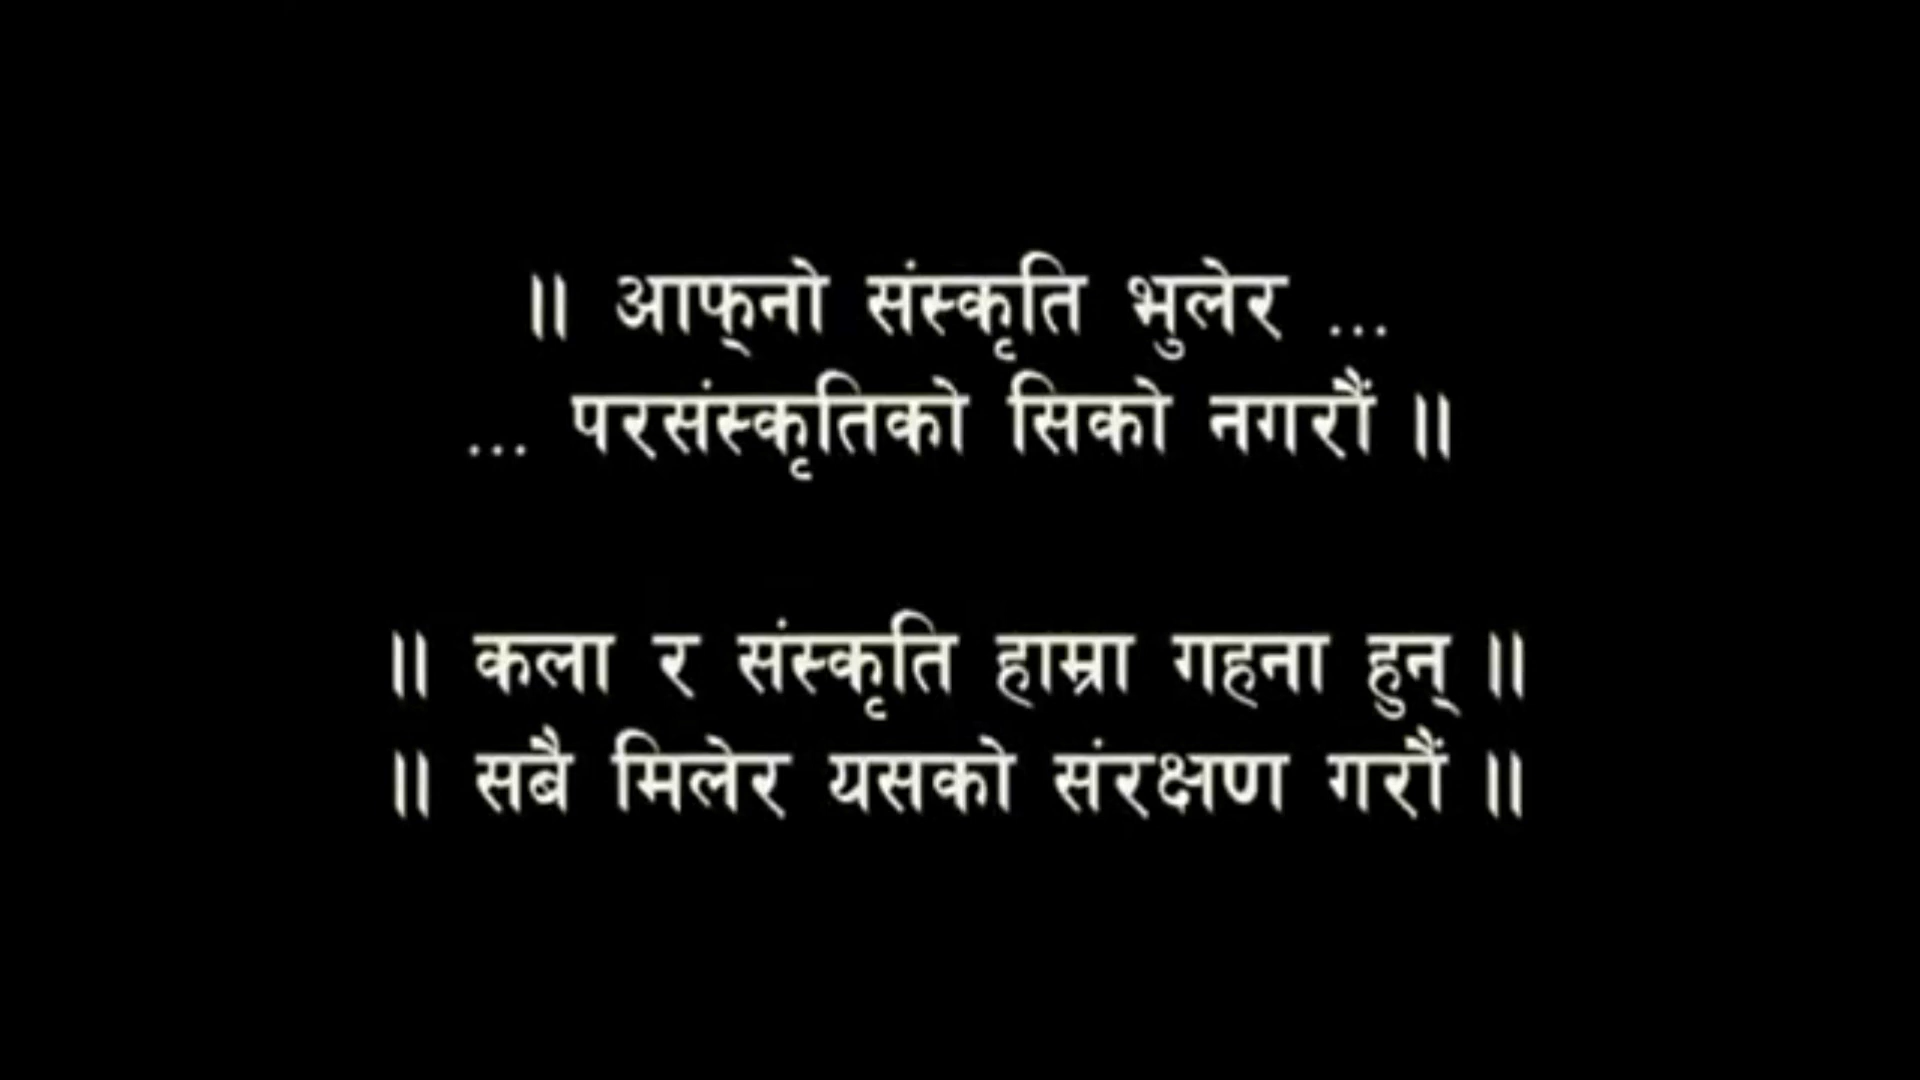 ॥ आफ्‌नो संस्कृति भुलेर ...
... परसंस्कृतिको सिको नगरौं ॥
॥ कला र संस्कृति हाम्रा गहना हुन् ॥
॥ सबै मिलेर यसको संरक्षण गरौं ॥